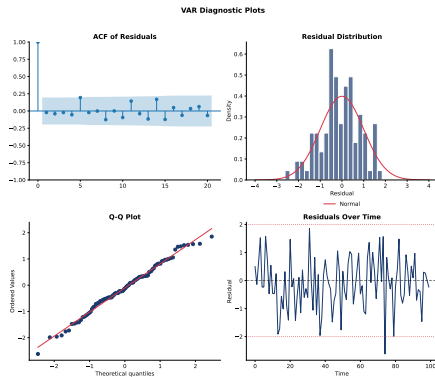 VAR Diagnostic Plots
ACF of Residuals
1.00
0.75
0.50
0.25
0.00
−0.25
−0.50
−0.75
−1.00
0 5 10 15 20
Residual Distribution
Density
0.6
0.5
0.4
0.3
0.2
0.1
0.0
−4 −3 −2 −1 0 1 2 3 4
Residual
Normal
Q-Q Plot
Ordered Values
2
1
0
−1
−2
−2 −1 0 1 2
Theoretical quantiles
Residuals Over Time
Residual
2
1
0
−1
−2
0 20 40 60 80 100
Time